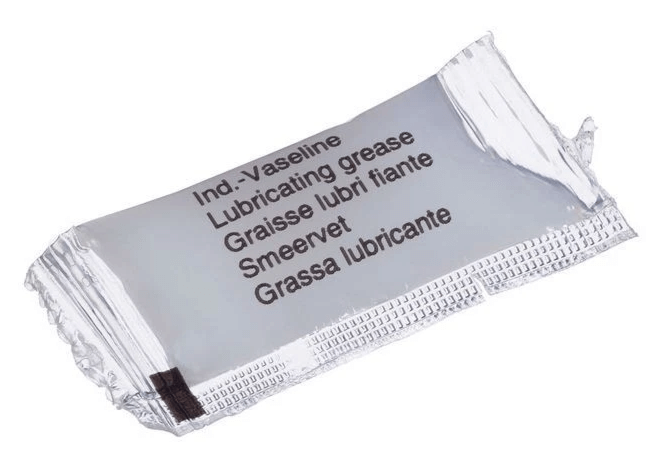 Ind.-Vaseline
Lubricating grease
Graisse lubri fiante
Smeervet
Grassa lubricante